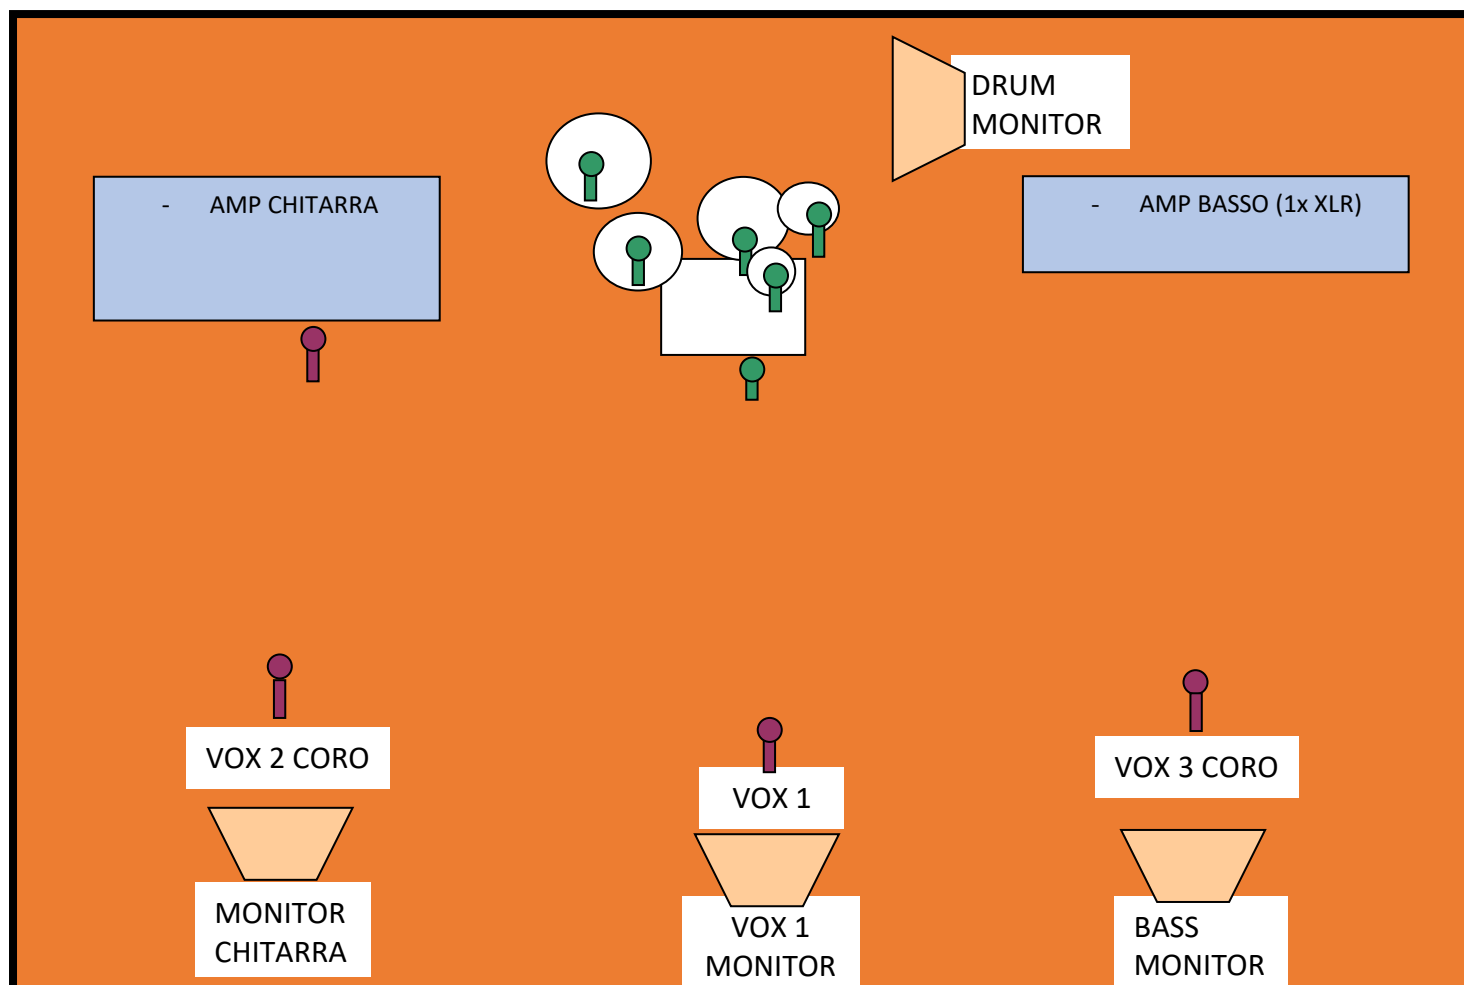 DRUM
MONITOR
- AMP CHITARRA
- AMP BASSO (1x XLR)
VOX 2 CORO
VOX 1
VOX 3 CORO
MONITOR
CHITARRA
VOX 1
MONITOR
BASS
MONITOR